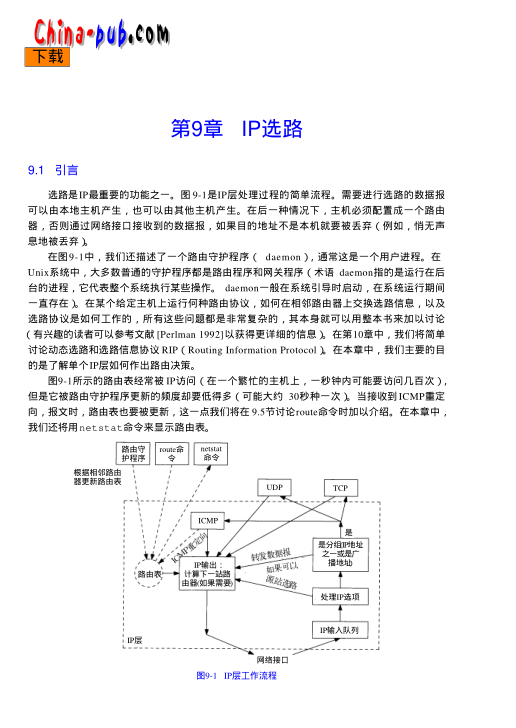 China-pub.com
下载
第9章 IP选路
9.1 引言
选路是IP最重要的功能之一。图9-1是IP层处理过程的简单流程。需要进行选路的数据报
可以由本地主机产生，也可以由其他主机产生。在后一种情况下，主机必须配置成一个路由
器，否则通过网络接口接收到的数据报，如果目的地址不是本机就要被丢弃（例如，悄无声
息地被丢弃）。
在图9-1中，我们还描述了一个路由守护程序（daemon），通常这是一个用户进程。在
Unix系统中，大多数普通的守护程序都是路由程序和网关程序（术语daemon指的是运行在后
台的进程，它代表整个系统执行某些操作。daemon一般在系统引导时启动，在系统运行期间
一直存在）。在某个给定主机上运行何种路由协议，如何在相邻路由器上交换选路信息，以及
选路协议是如何工作的，所有这些问题都是非常复杂的，其本身就可以用整本书来加以讨论
（有兴趣的读者可以参考文献[Perlman 1992]以获得更详细的信息）。在第10章中，我们将简单
讨论动态选路和选路信息协议RIP（Routing Information Protocol）。在本章中，我们主要的目
的是了解单个IP层如何作出路由决策。
图9-1所示的路由表经常被IP访问（在一个繁忙的主机上，一秒钟内可能要访问几百次），
但是它被路由守护程序更新的频度却要低得多（可能大约30秒种一次）。当接收到ICMP重定
向，报文时，路由表也要被更新，这一点我们将在9.5节讨论route命令时加以介绍。在本章中，
我们还将用netstat命令来显示路由表。
路由守
护程序
route命
令
netstat
命令
根据相邻路由
器更新路由表
UDP
TCP
ICMP
是
ICMP重定向
转发数据报
如果可以
源站选路
是分组IP地址
之一或是广
播地址
路由表
IP输出：
计算下一站路
由器(如果需要)
处理IP选项
IP输入队列
IP层
网络接口
图9-1 IP层工作流程